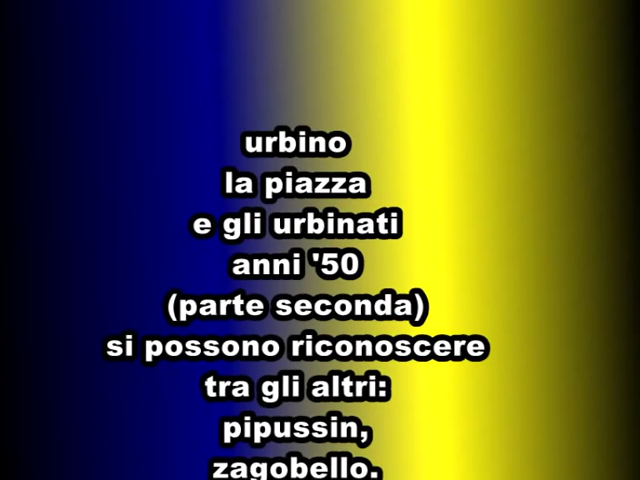 urbino
la piazza
e gli urbinati
anni '50
(parte seconda)
si possono riconoscere
tra gli altri:
pipussin,
zagobello.